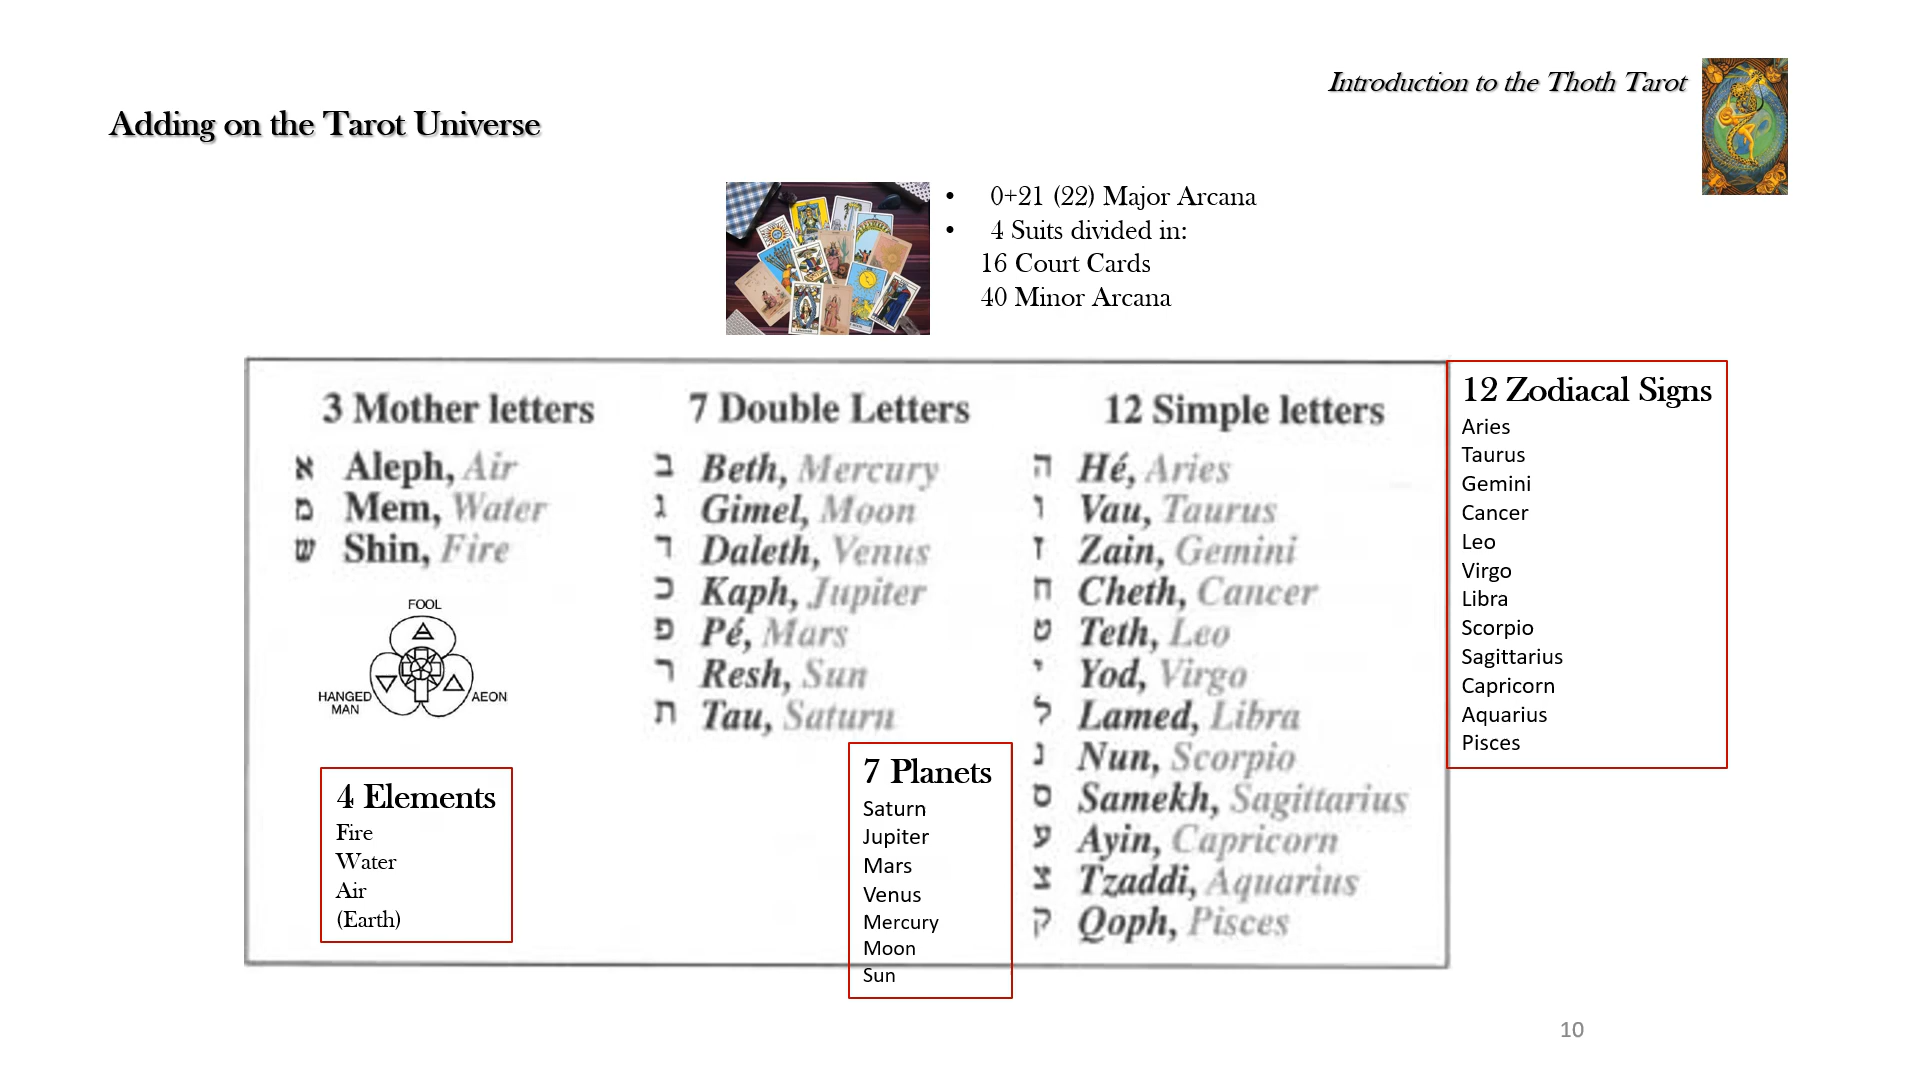 Introduction to the Thoth Tarot
Adding on the Tarot Universe
• 0+21 (22) Major Arcana
• 4 Suits divided in:
16 Court Cards
40 Minor Arcana
3 Mother letters
א Aleph, Air
מ Mem, Water
ש Shin, Fire
FOOL
HANGED
MAN
AEON
4 Elements
Fire
Water
Air
(Earth)
7 Double Letters
ב Beth, Mercury
ג Gimel, Moon
ד Daleth, Venus
כ Kaph, Jupiter
פ Pé, Mars
ר Resh, Sun
ת Tau, Saturn
7 Planets
Saturn
Jupiter
Mars
Venus
Mercury
Moon
Sun
12 Simple letters
ה Hé, Aries
ו Vau, Taurus
ז Zain, Gemini
ח Cheth, Cancer
ט Teth, Leo
י Yod, Virgo
ל Lamed, Libra
נ Nun, Scorpio
ס Samekh, Sagittarius
ע Ayin, Capricorn
צ Tzaddi, Aquarius
ק Qoph, Pisces
12 Zodiacal Signs
Aries
Taurus
Gemini
Cancer
Leo
Virgo
Libra
Scorpio
Sagittarius
Capricorn
Aquarius
Pisces
10